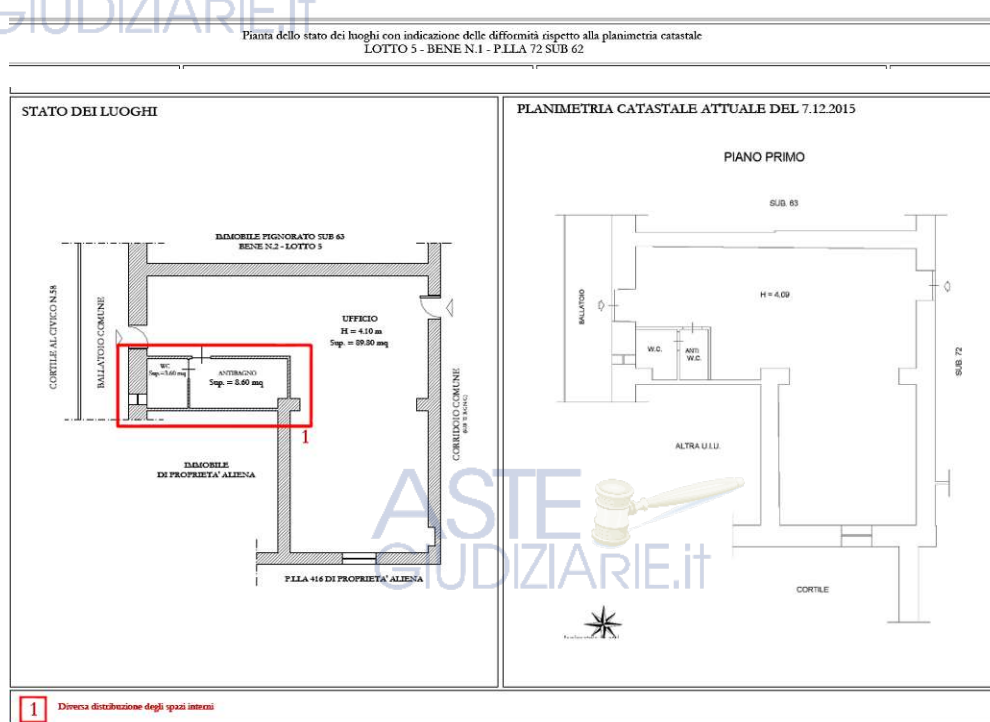 GIUDIZIARIE.IT
Pianta dello stato dei luoghi con indicazione delle difformità rispetto alla planimetria catastale
LOTTO 5 - BENE N.1 - P.LLA 72 SUB 62
STATO DEI LUOGHI
IMMOBILE PIGNORATO SUB 63
BENE N.2 - LOTTO 5
CORTILE AL CIVICO N.58
BALLATOIO COMUNE
UFFICIO
H = 4.10 m
Sup. = 89.80 mq
WC
Sup.=3.60 mq
ANTIBAGNO
Sup. = 8.60 mq
1
CORRIDOIO COMUNE
IMMOBILE
DI PROPRIETA' ALIENA
P.LLA 416 DI PROPRIETA' ALIENA
PLANIMETRIA CATASTALE ATTUALE DEL 7.12.2015
PIANO PRIMO
SUB. 63
BALLATOIO
H = 4,09
W.C.
ANTI
W.C.
SUB. 72
ALTRA U.I.U.
CORTILE
ASTE
GIUDIZIARIE.it
1 Diversa distribuzione degli spazi interni